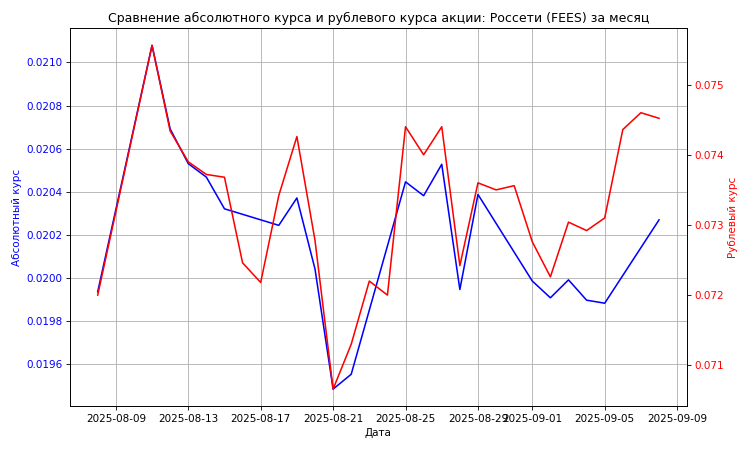 Сравнение абсолютного курса и рублевого курса акции: Россети (FEES) за месяц
Абсолютный курс
0.0210
0.0208
0.0206
0.0204
0.0202
0.0200
0.0198
0.0196
0.075
0.074
0.073
0.072
0.071
Рублевый курс
2025-08-09 2025-08-13 2025-08-17 2025-08-21 2025-08-25 2025-08-29 2025-09-01 2025-09-05 2025-09-09
Дата